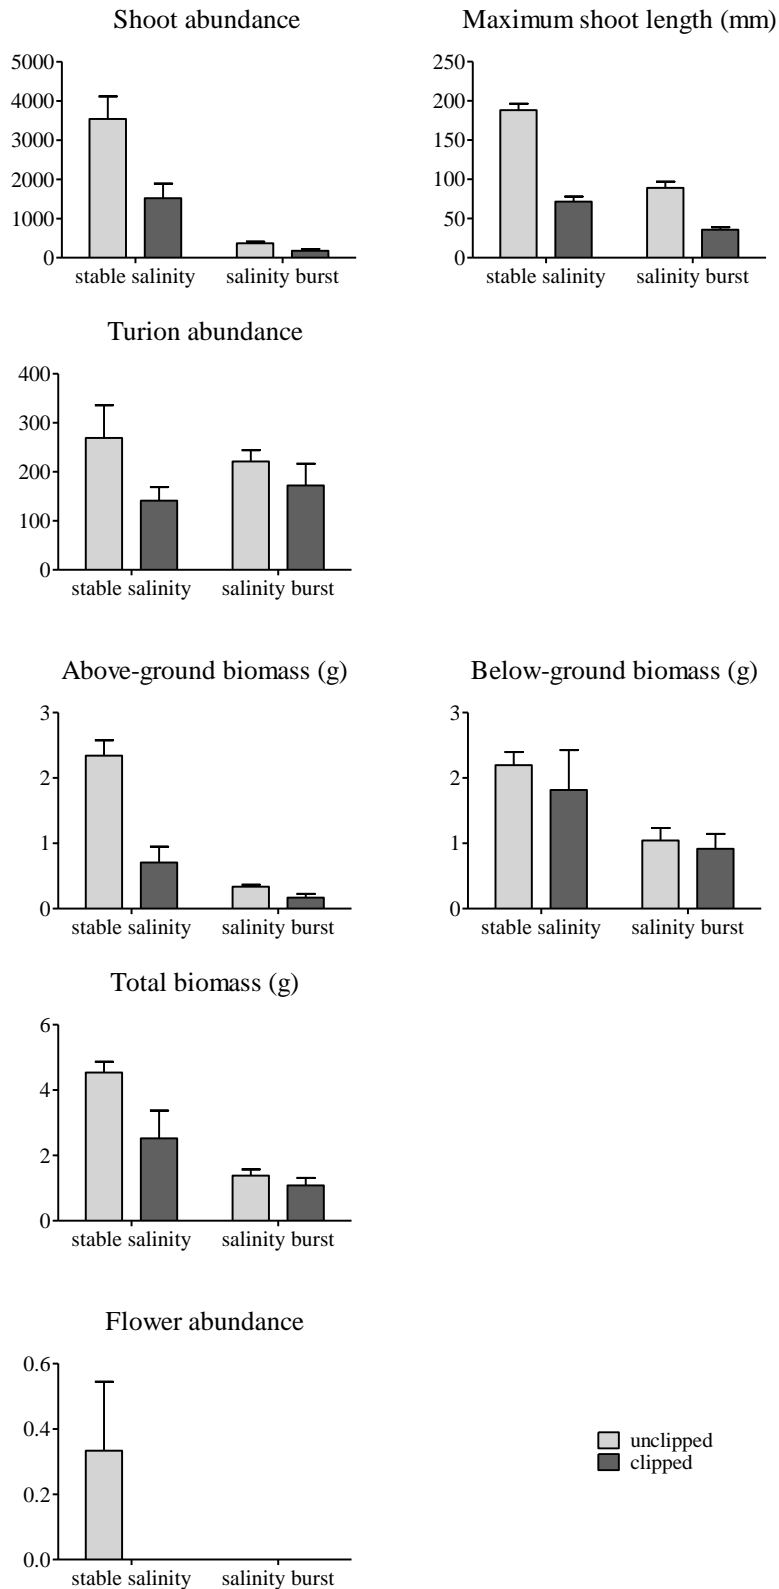 Shoot abundance
5000
4000
3000
2000
1000
0
stable salinity salinity burst
Maximum shoot length (mm)
250
200
150
100
50
0
stable salinity salinity burst
Turion abundance
400
300
200
100
0
stable salinity salinity burst
Above-ground biomass (g)
3
2
1
0
stable salinity salinity burst
Below-ground biomass (g)
3
2
1
0
stable salinity salinity burst
Total biomass (g)
6
4
2
0
stable salinity salinity burst
Flower abundance
0.6
0.4
0.2
0.0
stable salinity salinity burst
unclipped
clipped